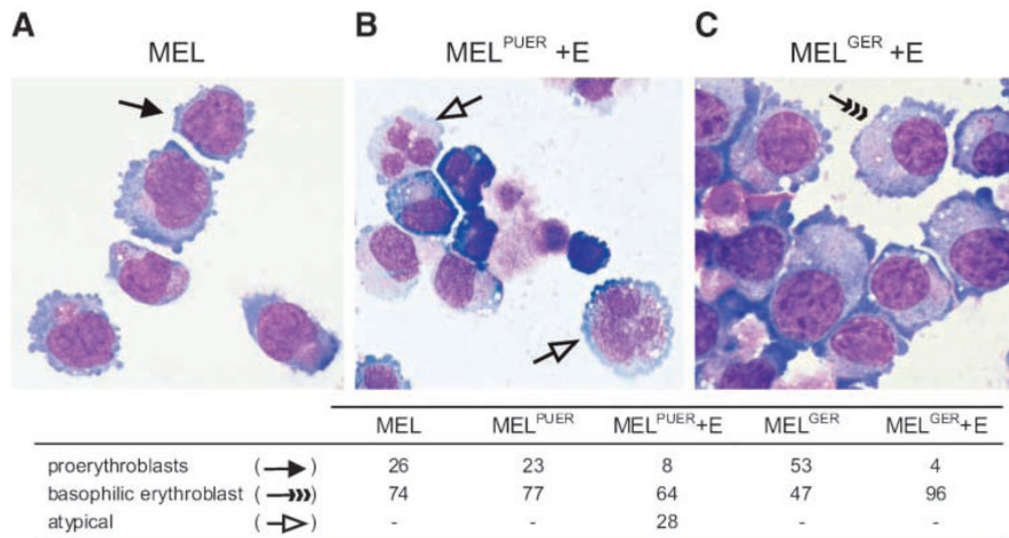 A B C
MEL MEL^PUER +E MEL^GER +E
MEL MEL^PUER MEL^PUER+E MEL^GER MEL^GER+E
proerythroblasts ( ) 26 23 8 53 4
basophilic erythroblast ( ) 74 77 64 47 96
atypical ( ) - - 28 - -